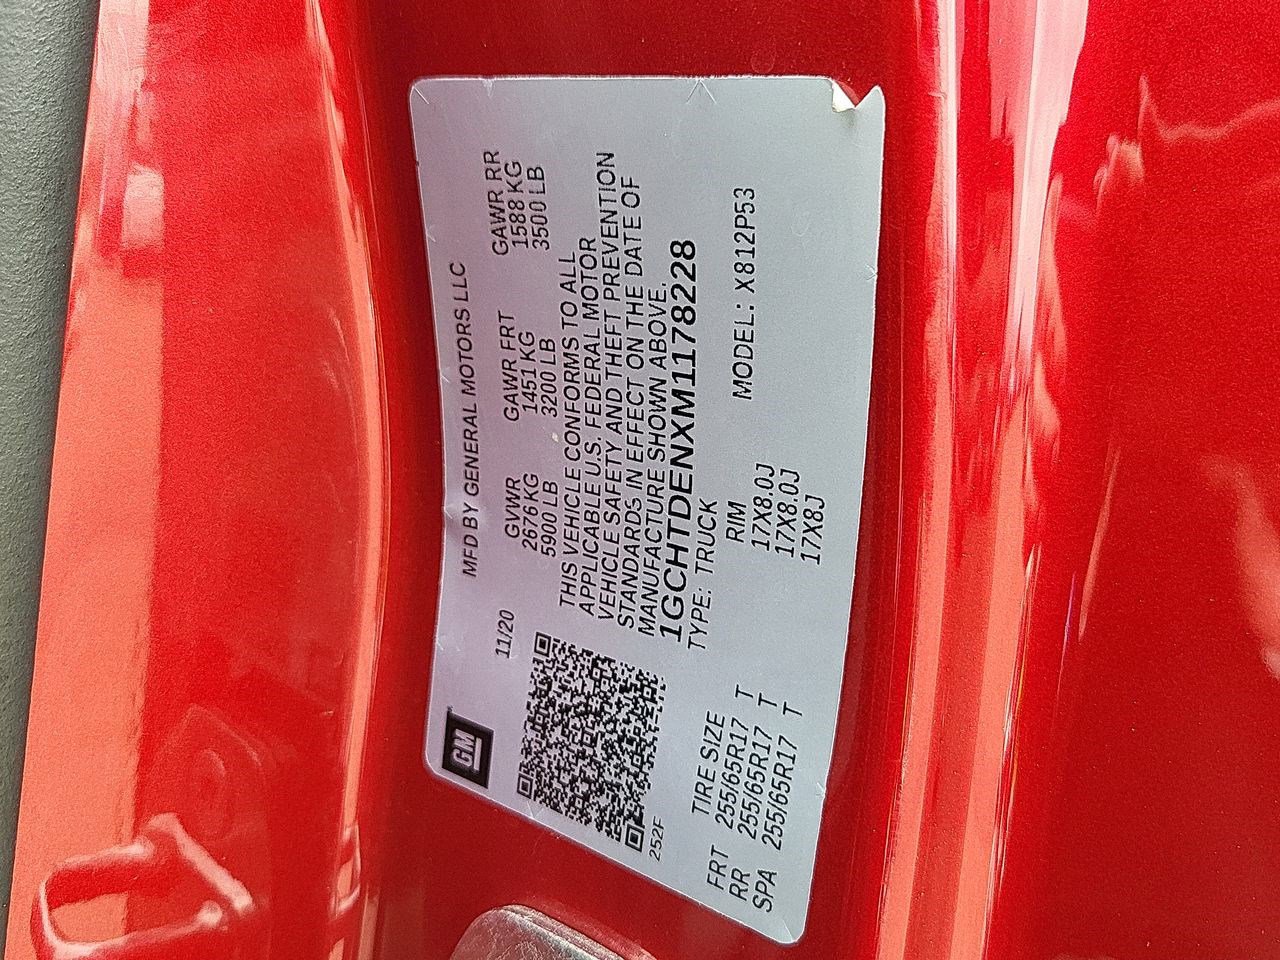 GM
11/20
MFD BY GENERAL MOTORS LLC
GVWR GAWR FRT GAWR RR
2676 KG 1451 KG 1588 KG
5900 LB 3200 LB 3500 LB
THIS VEHICLE CONFORMS TO ALL
APPLICABLE U.S. FEDERAL MOTOR
VEHICLE SAFETY AND THEFT PREVENTION
STANDARDS IN EFFECT ON THE DATE OF
MANUFACTURE SHOWN ABOVE.
1GCHTDENXM1178228
252F
TYPE: TRUCK
MODEL: X812P53
TIRE SIZE RIM
FRT 255/65R17 T 17X8.0J
RR 255/65R17 T 17X8.0J
SPA 255/65R17 T 17X8J